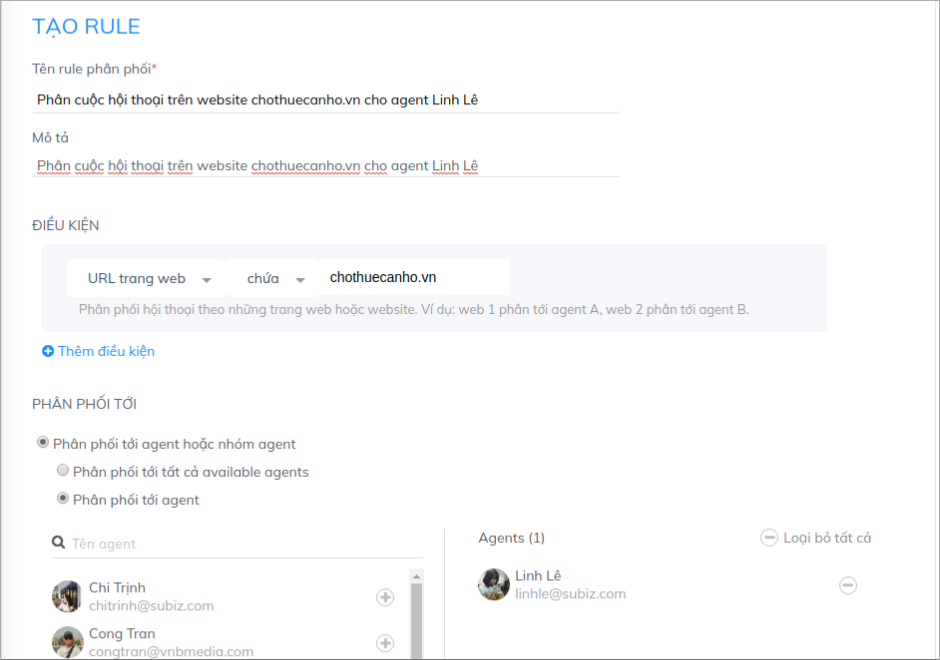 TẠO RULE
Tên rule phân phối*
Phân cuộc hội thoại trên website chothuecanho.vn cho agent Linh Lê
Mô tả
Phân cuộc hội thoại trên website chothuecanho.vn cho agent Linh Lê
ĐIỀU KIỆN
URL trang web chứa chothuecanho.vn
Phân phối hội thoại theo những trang web hoặc website. Ví dụ: web 1 phân tới agent A, web 2 phân tới agent B.
Thêm điều kiện
PHÂN PHỐI TỚI
Phân phối tới agent hoặc nhóm agent
Phân phối tới tất cả available agents
Phân phối tới agent
Tên agent
Chi Trịnh
chitrinh@subiz.com
Cong Tran
congtran@vnbmedia.com
Agents (1) Loại bỏ tất cả
Linh Lê
linhle@subiz.com